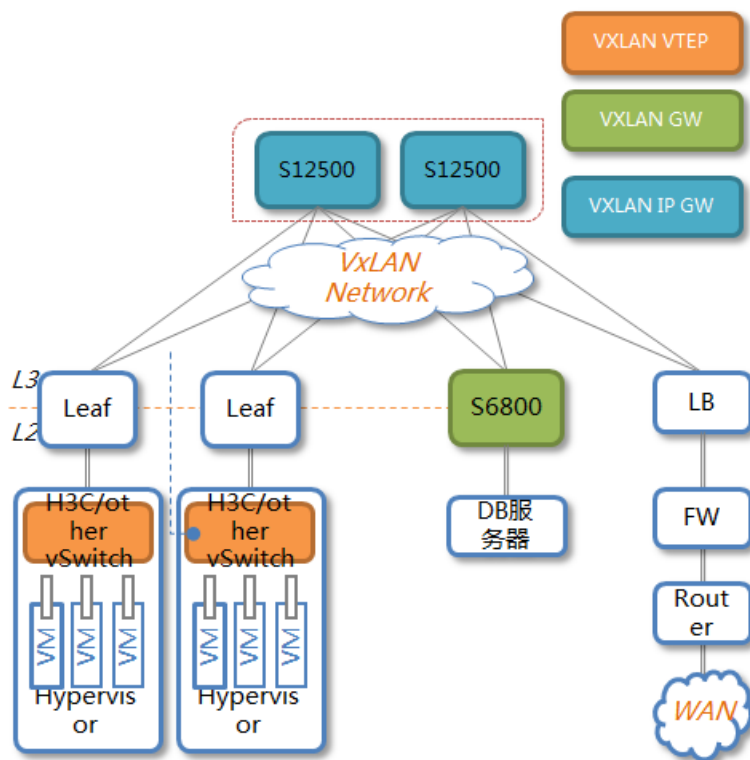 VXLAN VTEP
VXLAN GW
S12500
S12500
VXLAN IP GW
VxLAN
Network
L3
L2
Leaf
Leaf
S6800
LB
H3C/ot
her
vSwitch
H3C/ot
her
vSwitch
DB服
务器
FW
VM
VM
VM
VM
VM
VM
Rout
er
Hypervis
or
Hypervis
or
WAN